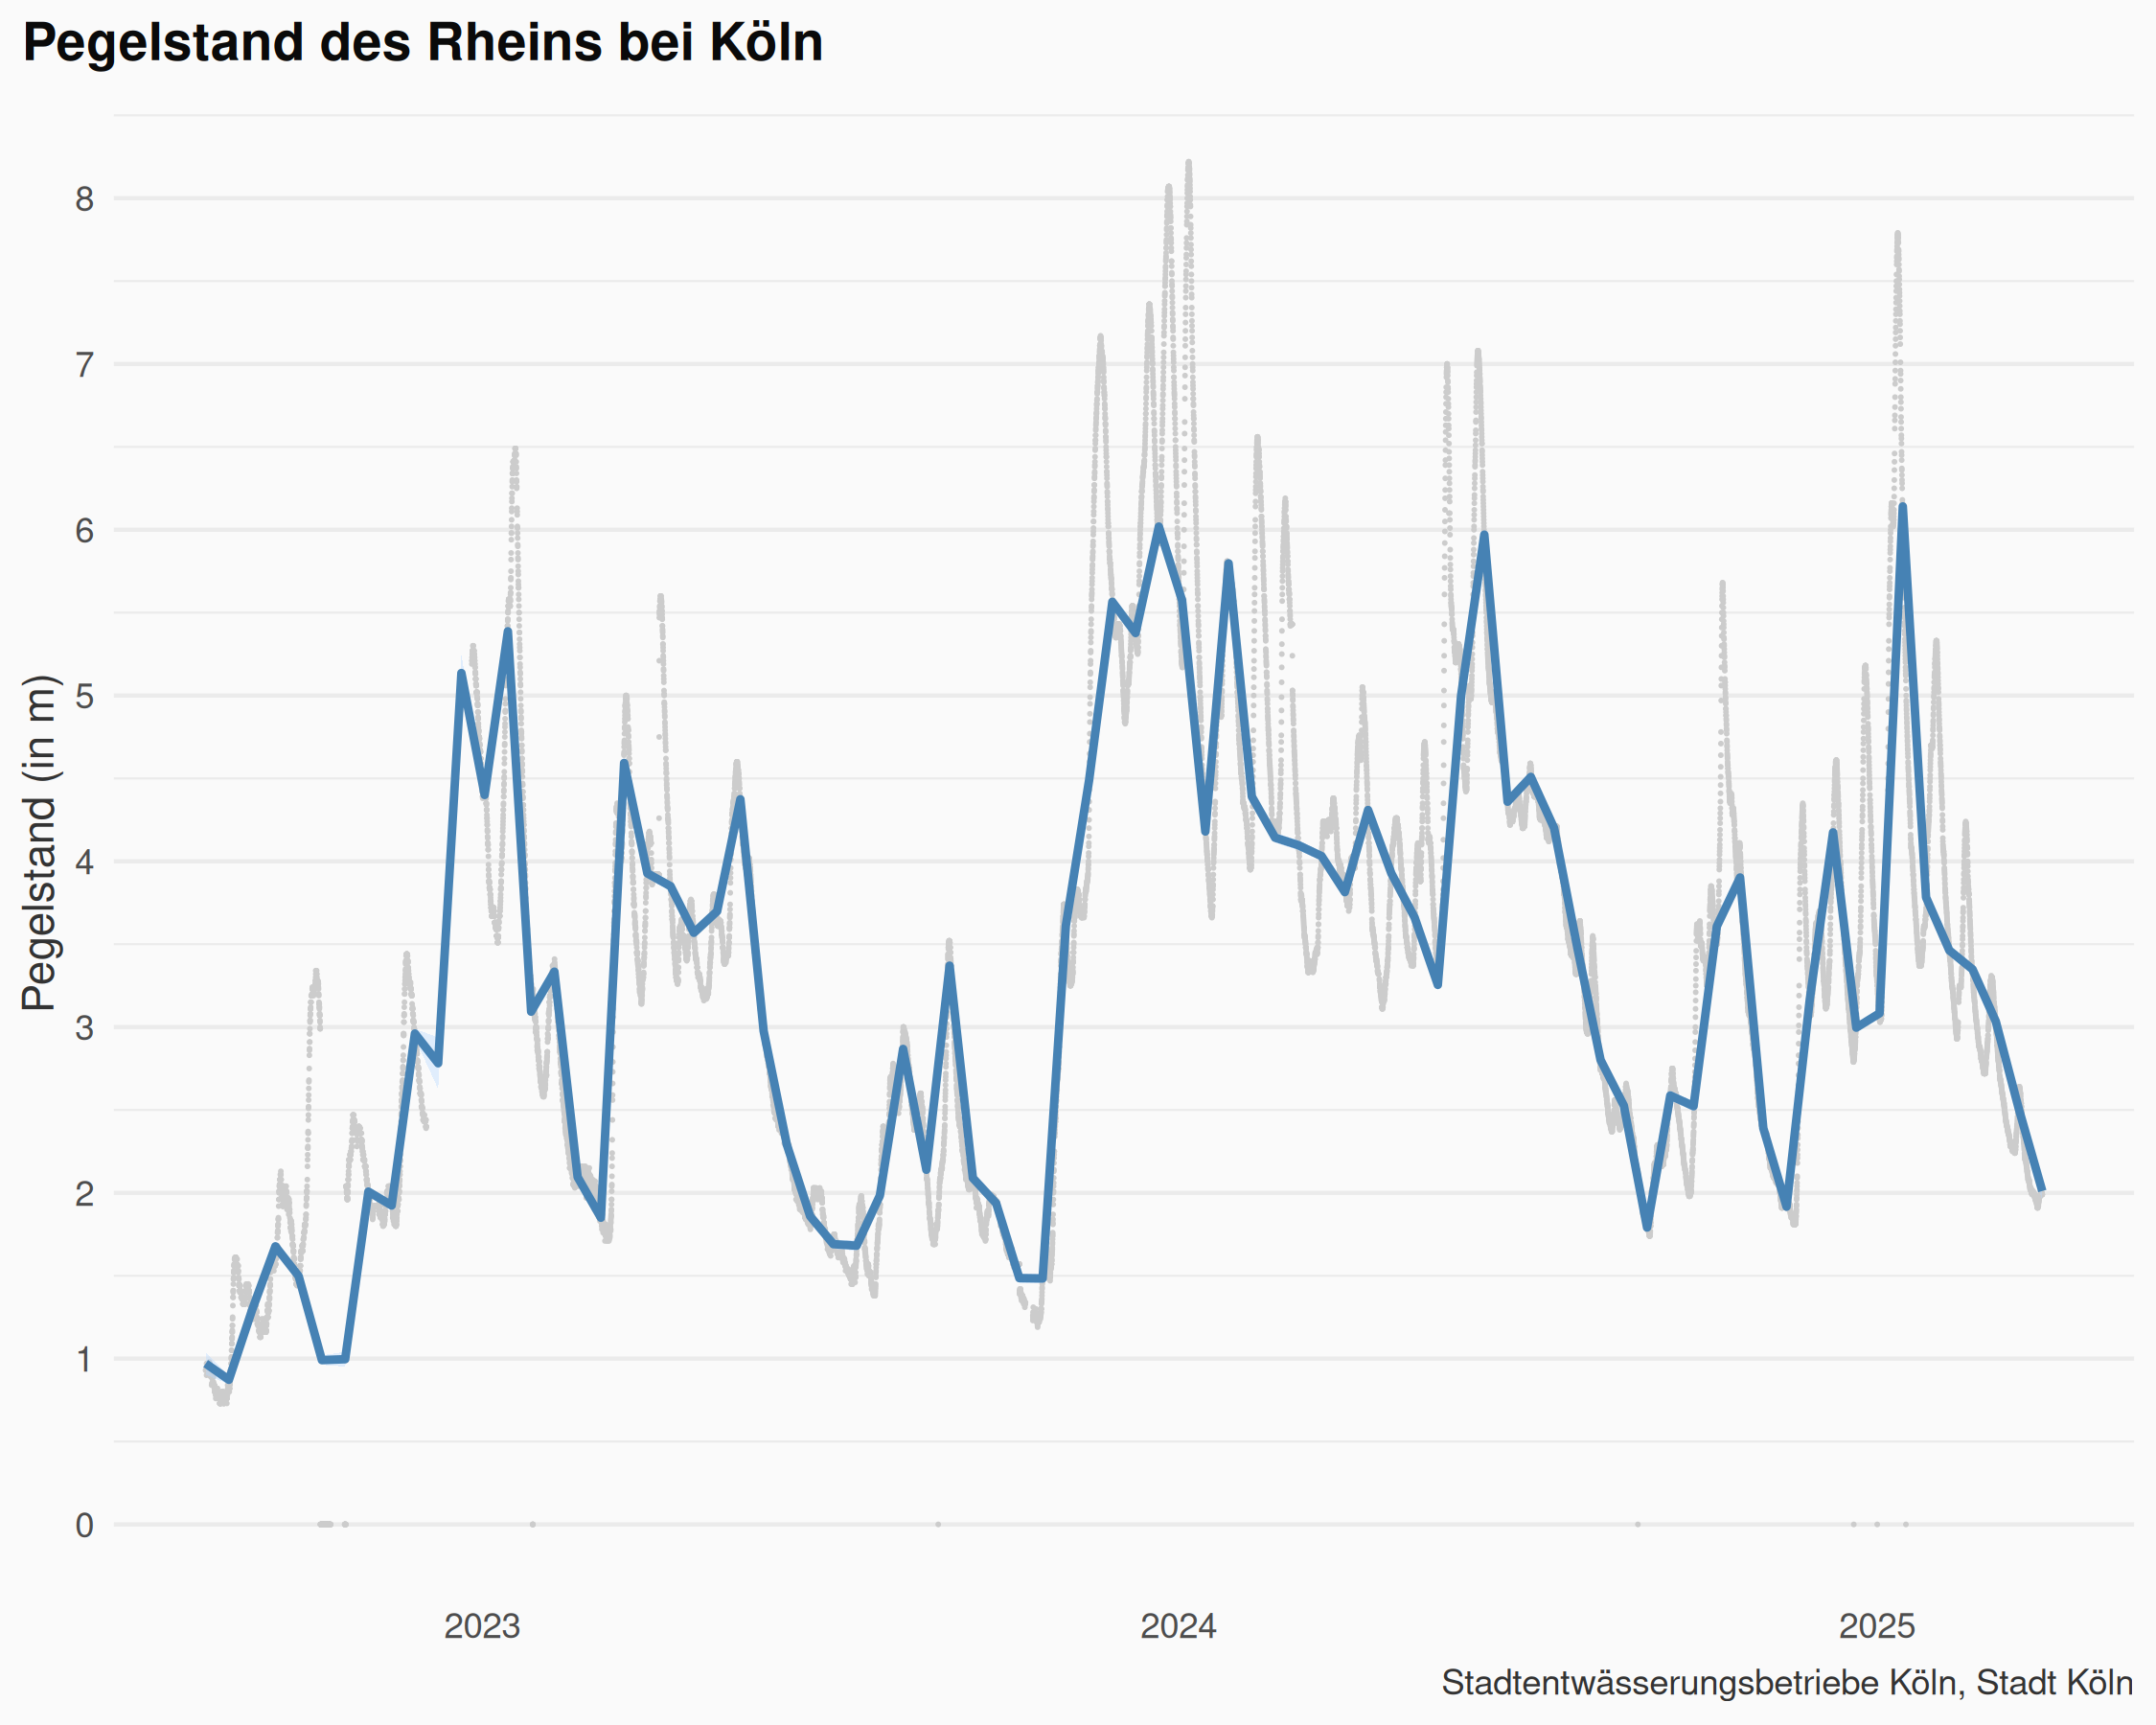 Pegelstand des Rheins bei Köln
Pegelstand (in m)
8
7
6
5
4
3
2
1
0
2023 2024 2025
Stadtentwässerungsbetriebe Köln, Stadt Köln